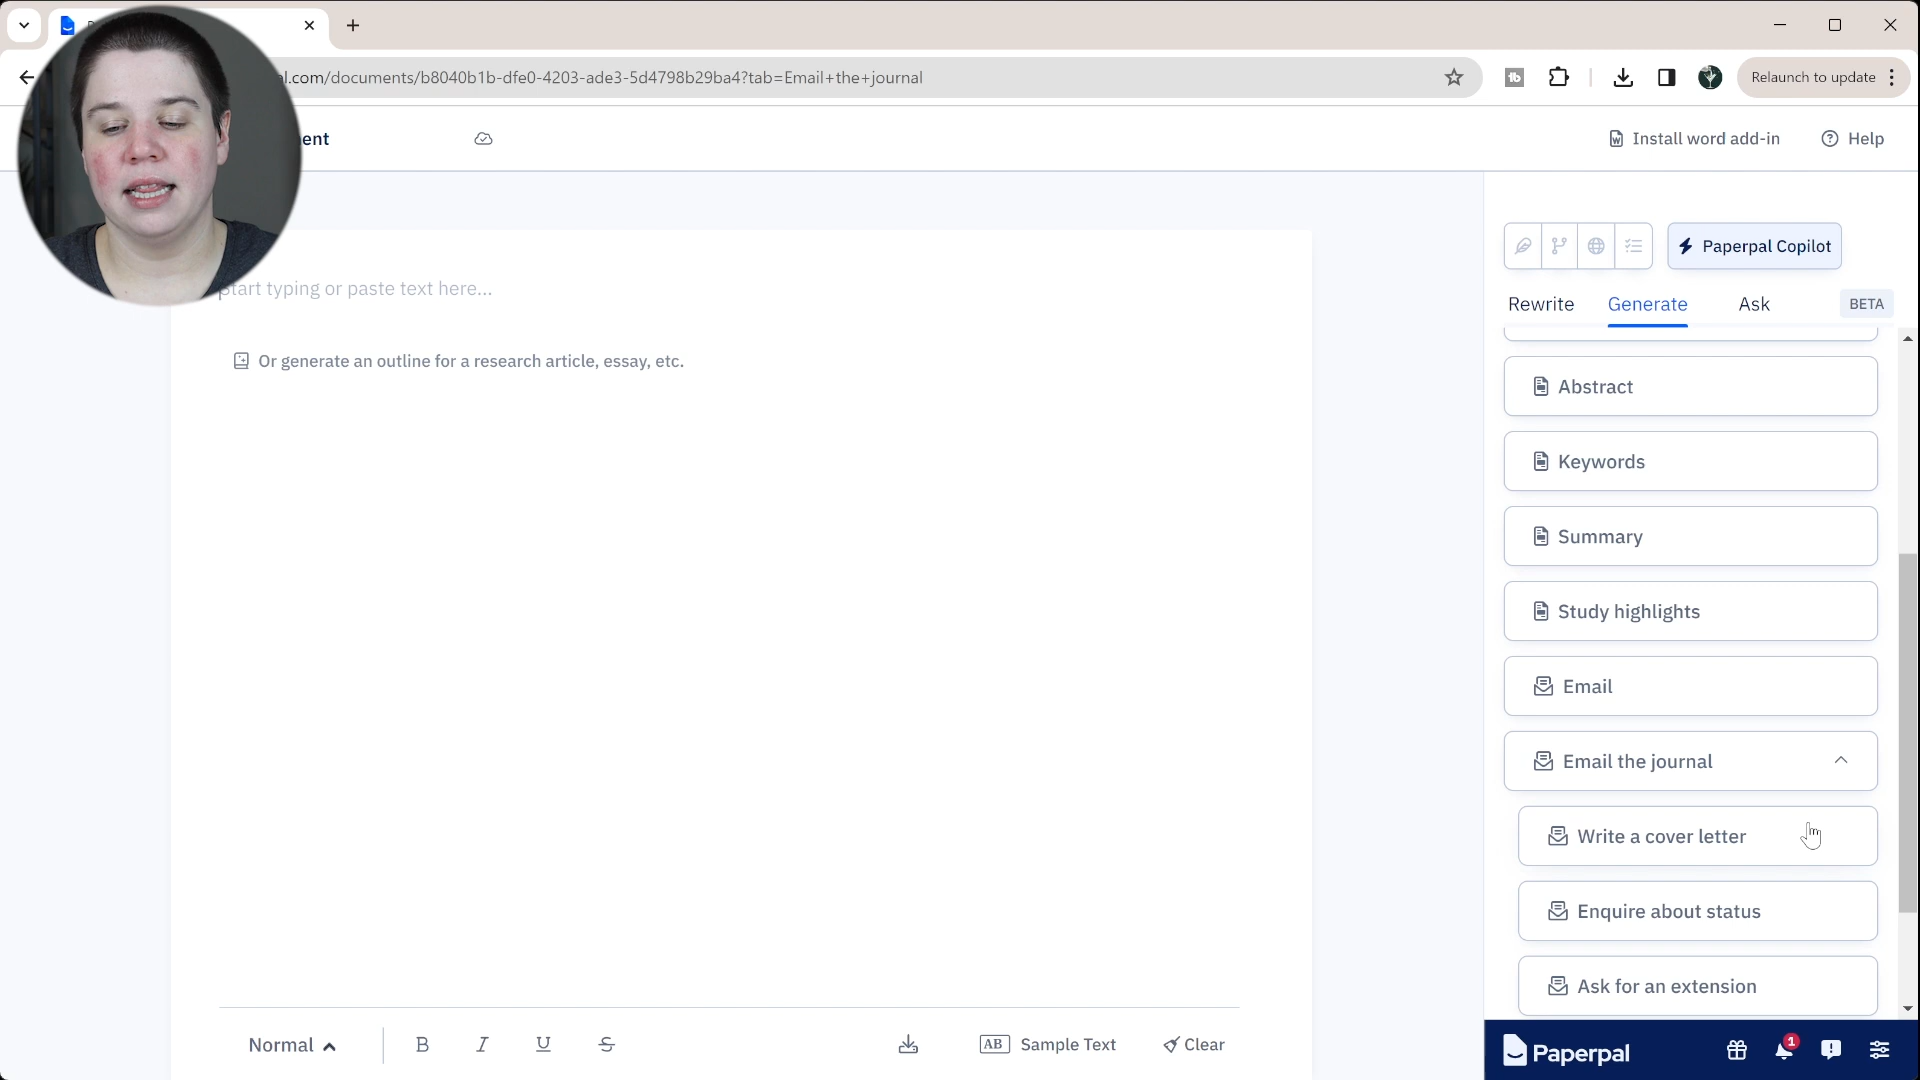 l.com/documents/b8040b1b-dfe0-4203-ade3-5d4798b29ba4?tab=Email+the+journal
Relaunch to update
ent
Install word add-in
Help
Start typing or paste text here...
Or generate an outline for a research article, essay, etc.
Paperpal Copilot
Rewrite
Generate
Ask
BETA
Abstract
Keywords
Summary
Study highlights
Email
Email the journal
Write a cover letter
Enquire about status
Ask for an extension
Normal
B
I
U
S
AB Sample Text
Clear
Paperpal
1